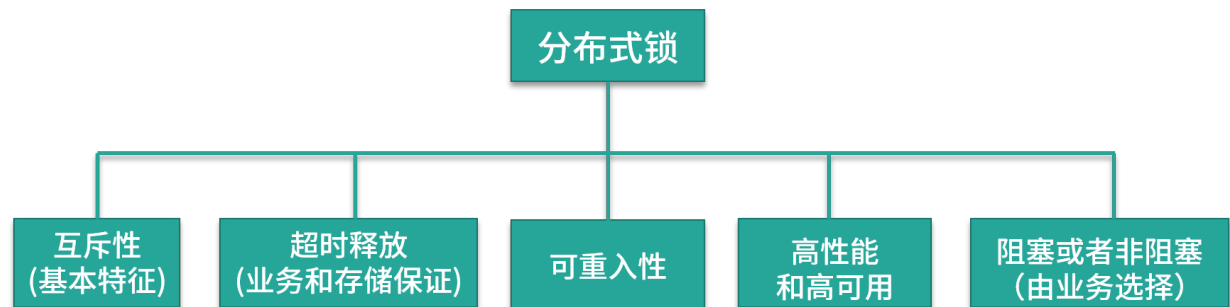 分布式锁
互斥性
(基本特征)
超时释放
(业务和存储保证)
可重入性
高性能
和高可用
阻塞或者非阻塞
（由业务选择）